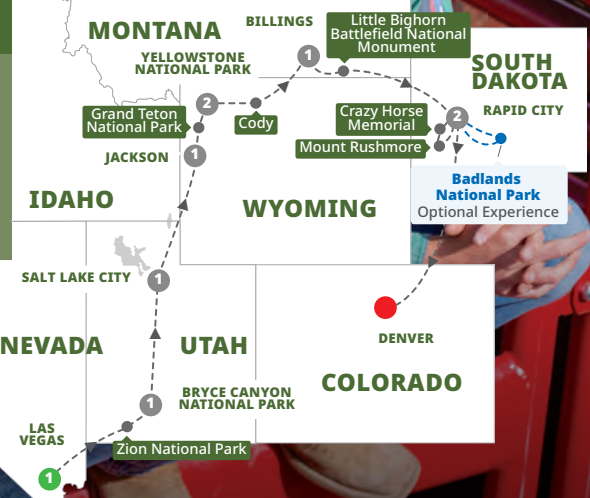 MONTANA
BILLINGS
Little Bighorn
Battlefield National
Monument
YELLOWSTONE
NATIONAL PARK
1
SOUTH
DAKOTA
RAPID CITY
2
Grand Teton
National Park
Cody
Crazy Horse
Memorial
2
Mount Rushmore
JACKSON
1
Badlands
National Park
Optional Experience
IDAHO
WYOMING
SALT LAKE CITY
1
DENVER
NEVADA
UTAH
COLORADO
BRYCE CANYON
NATIONAL PARK
1
LAS
VEGAS
Zion National Park
1